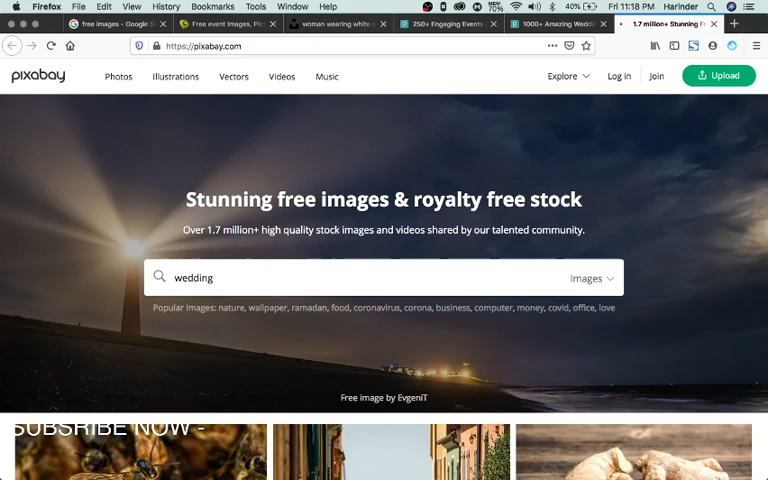 Firefox File Edit View History Bookmarks Tools Window Help 40% Fri 11:18 PM Harinder
free images - Google S
Free event Images, Pict
woman wearing white
250+ Engaging Events
1000+ Amazing Weddi
1.7 million+ Stunning F
https://pixabay.com
pixabay Photos Illustrations Vectors Videos Music Explore Log in Join Upload
Stunning free images & royalty free stock
Over 1.7 million+ high quality stock images and videos shared by our talented community.
wedding Images
Popular Images: nature, wallpaper, ramadan, food, coronavirus, corona, business, computer, money, covid, office, love
Free image by EvgeniT
SUBSRIBE NOW -